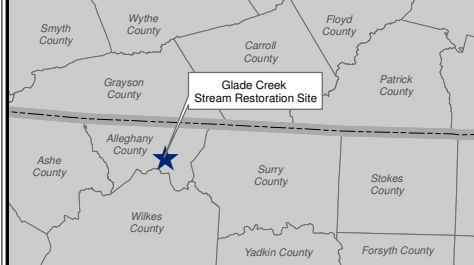 Smyth
County
Wythe
County
Floyd
County
Carroll
County
Grayson
County
Patrick
County
Glade Creek
Stream Restoration Site
Alleghany
County
Ashe
County
Surry
County
Stokes
County
Wilkes
County
Yadkin County
Forsyth County